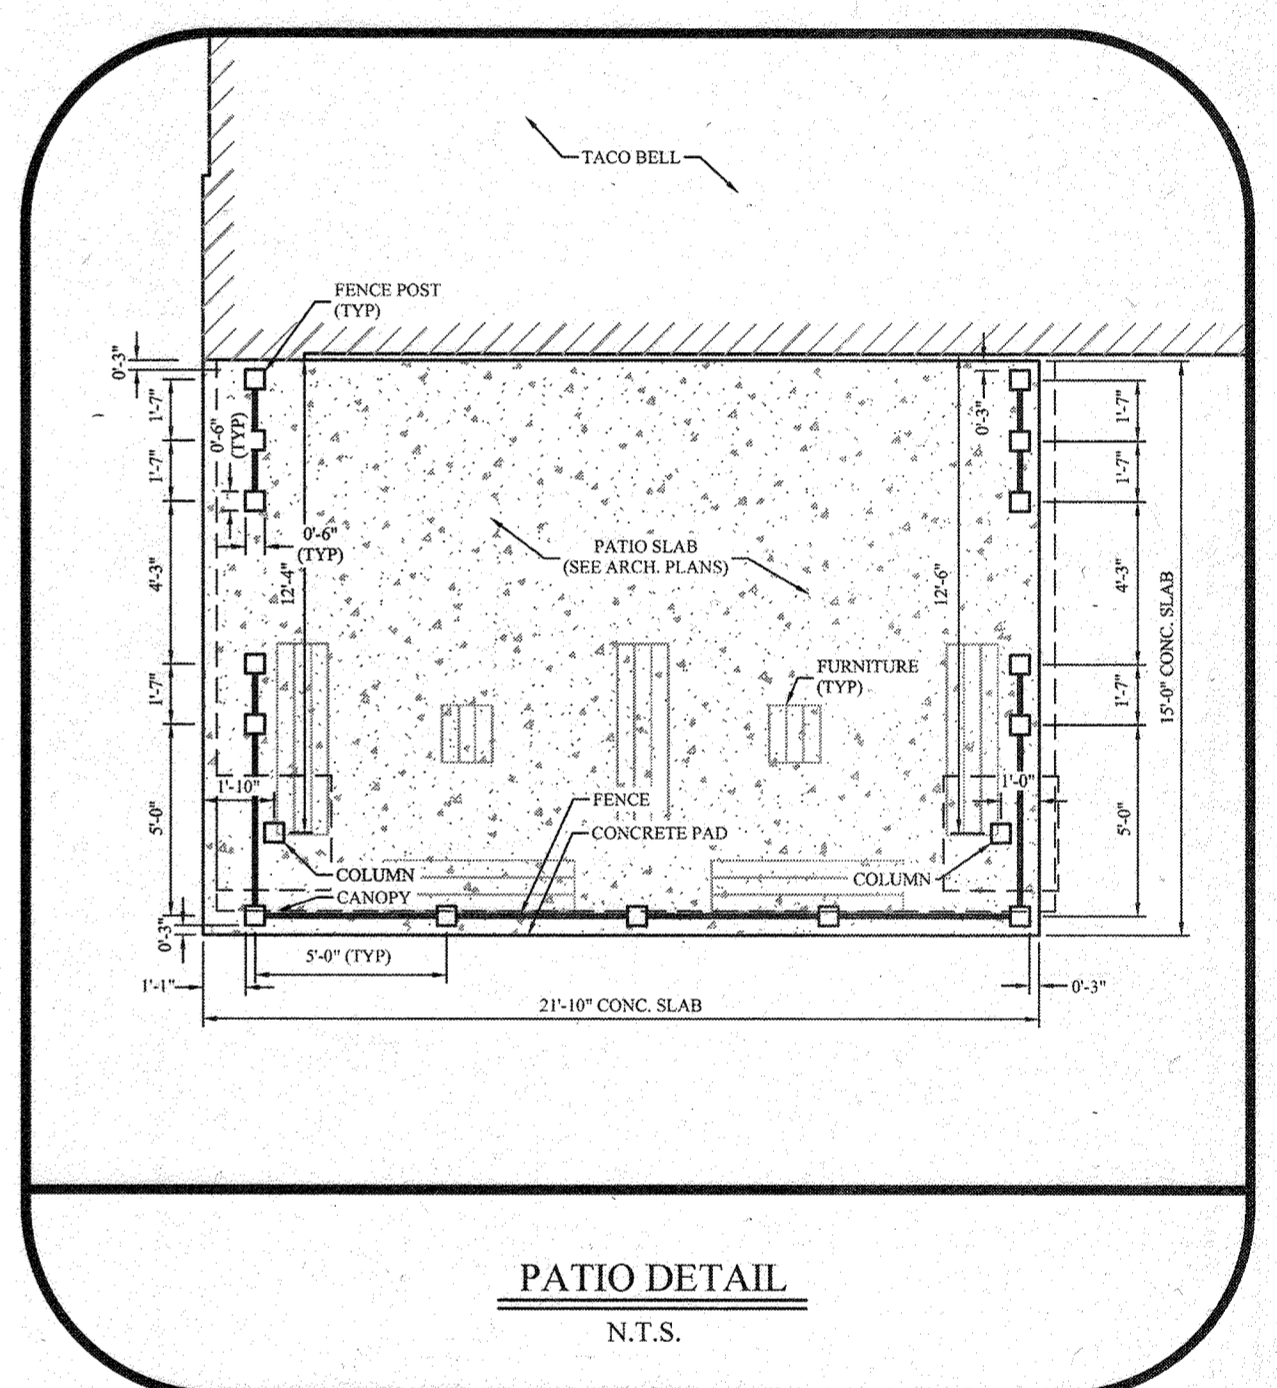 TACO BELL
FENCE POST
(TYP)
0'-3"
1'-7"
0'-6"
(TYP)
1'-7"
0'-6"
(TYP)
4'-3"
12'-4"
1'-7"
5'-0"
1'-10"
0'-3"
1'-1"
PATIO SLAB
(SEE ARCH. PLANS)
FURNITURE
(TYP)
FENCE
CONCRETE PAD
COLUMN
CANOPY
COLUMN
0'-3"
12'-6"
1'-7"
1'-7"
4'-3"
1'-7"
1'-0"
5'-0"
15'-0" CONC. SLAB
5'-0" (TYP)
0'-3"
21'-10" CONC. SLAB
PATIO DETAIL
N.T.S.